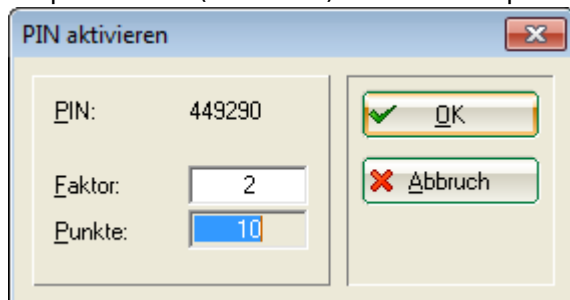 PIN aktivieren
PIN: 449290
OK
Faktor: 2
Abbruch
Punkte: 10